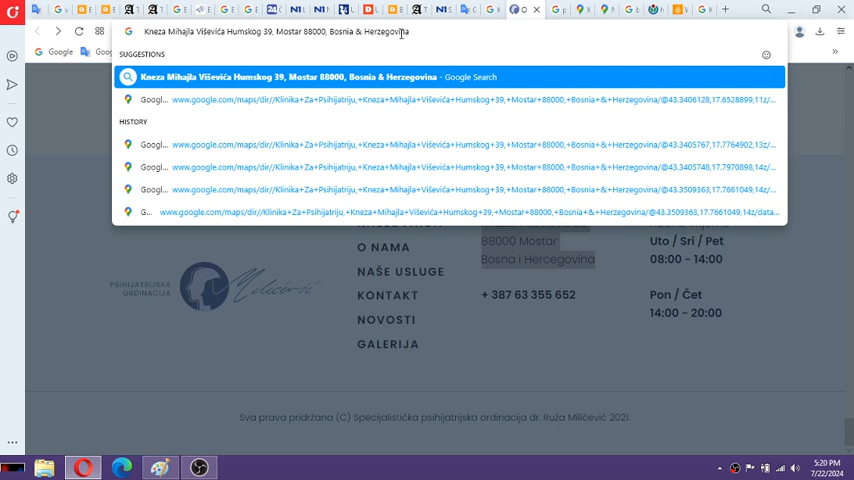 Kneza Mihajla Viševića Humskog 39, Mostar 88000, Bosnia & Herzegovina
Google
SUGGESTIONS
Kneza Mihajla Viševića Humskog 39, Mostar 88000, Bosnia & Herzegovina - Google Search
Googl... www.google.com/maps/dir//Klinika+Za+Psihijatriju,+Kneza+Mihajla+Viševića+Humskog+39,+Mostar+88000,+Bosnia+&+Herzegovina/@43.3406128,17.6528899,11z/...
HISTORY
Googl... www.google.com/maps/dir//Klinika+Za+Psihijatriju,+Kneza+Mihajla+Viševića+Humskog+39,+Mostar+88000,+Bosnia+&+Herzegovina/@43.3405767,17.7764902,13z/...
Googl... www.google.com/maps/dir//Klinika+Za+Psihijatriju,+Kneza+Mihajla+Viševića+Humskog+39,+Mostar+88000,+Bosnia+&+Herzegovina/@43.3405748,17.7970898,14z/...
Googl... www.google.com/maps/dir//Klinika+Za+Psihijatriju,+Kneza+Mihajla+Viševića+Humskog+39,+Mostar+88000,+Bosnia+&+Herzegovina/@43.3509363,17.7661049,14z/...
G... www.google.com/maps/dir//Klinika+Za+Psihijatriju,+Kneza+Mihajla+Viševića+Humskog+39,+Mostar+88000,+Bosnia+&+Herzegovina/@43.3509363,17.7661049,14z/data...
O NAMA
NAŠE USLUGE
KONTAKT
NOVOSTI
GALERIJA
88000 Mostar
Bosna i Hercegovina
+ 387 63 355 652
Uto / Sri / Pet
08:00 - 14:00
Pon / Čet
14:00 - 20:00
PSIHIJATRIJSKA
ORDINACIJA
Milićević
Sva prava pridržana (C) Specijalistička psihijatrijska ordinacija dr. Ruža Milićević 2021.
5:20 PM
7/22/2024